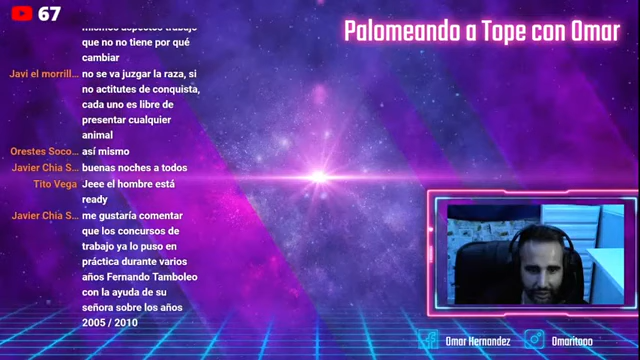 67
Palomeando a Tope con Omar
mismos aspectos trabajo
que no no tiene por qué
cambiar
Javi el morrill... no se va juzgar la raza, si
no actitutes de conquista,
cada uno es libre de
presentar cualquier
animal
Orestes Soco... así mismo
Javier Chia S... buenas noches a todos
Tito Vega Jeee el hombre está
ready
Javier Chia S... me gustaría comentar
que los concursos de
trabajo ya lo puso en
práctica durante varios
años Fernando Tamboleo
con la ayuda de su
señora sobre los años
2005 / 2010
Omar Hernandez Omaritooo